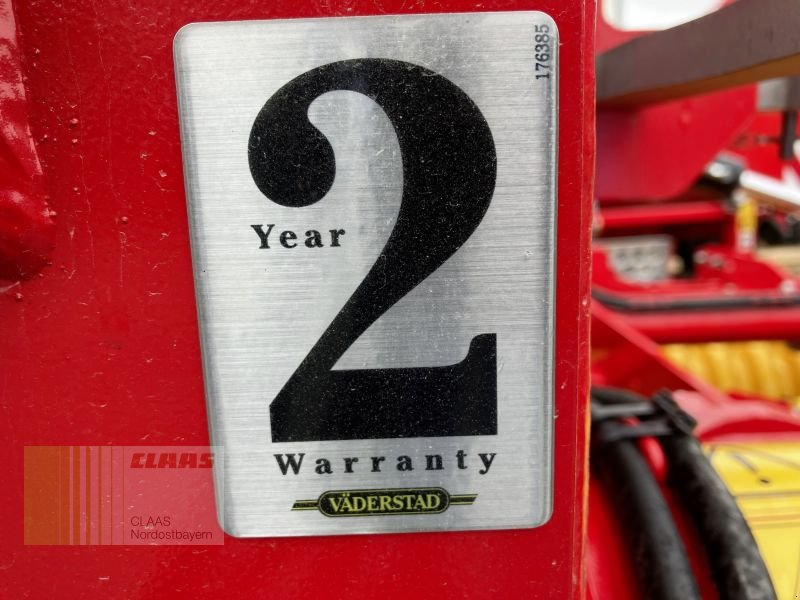 176385
2
Year
Warranty
VÄDERSTAD
CLAAS
CLAAS
Nordostbayern